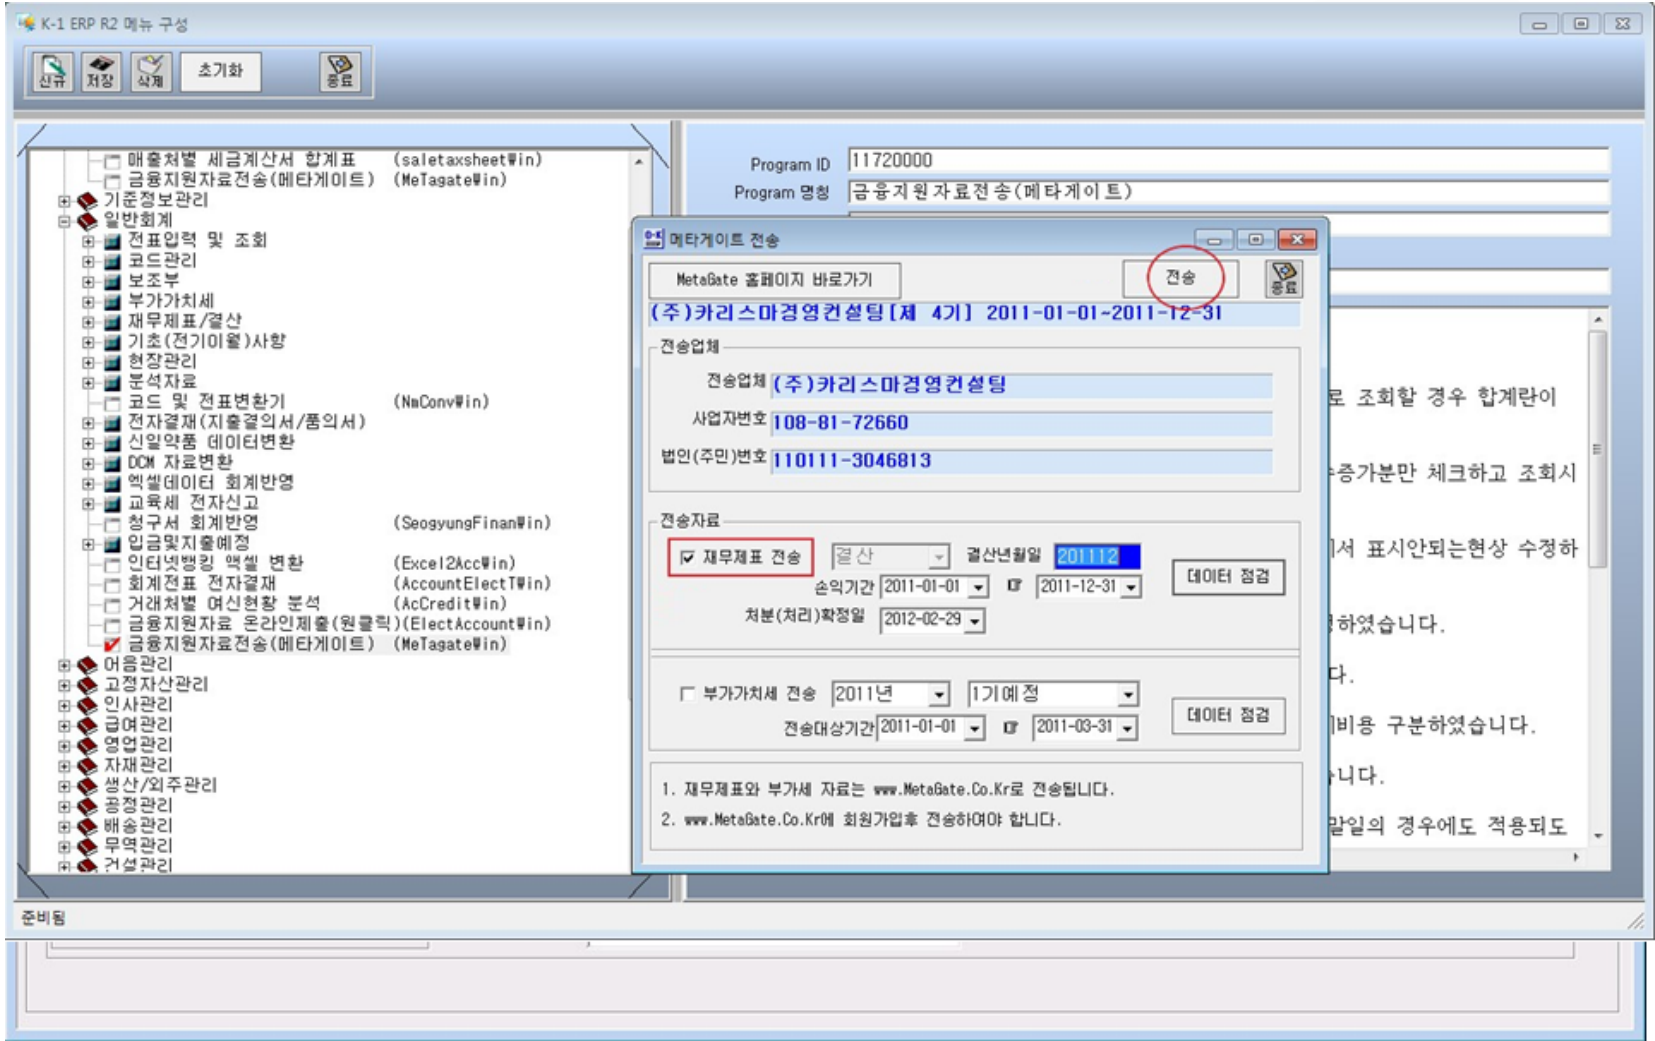 K-1 ERP R2 메뉴 구성
신규 저장 삭제 초기화 종료
매출처별 세금계산서 합계표 (saletaxsheet₩in)
금융지원자료전송(메타게이트) (MeTagate₩in)
기준정보관리
일반회계
전표입력 및 조회
코드관리
보조부
부가가치세
재무제표/결산
기초(전기이월)사항
현장관리
분석자료
코드 및 전표변환기 (NmConv₩in)
전자결재(지출결의서/품의서)
신일약품 데이터변환
DCM 자료변환
엑셀데이터 회계반영
교육세 전자신고
청구서 회계반영 (SeogyungFinan₩in)
입금및지출예정
인터넷뱅킹 액셀 변환 (Excel2Acc₩in)
회계전표 전자결재 (AccountElectT₩in)
거래처별 여신현황 분석 (AcCredit₩in)
금융지원자료 온라인제출(원클릭)(ElectAccount₩in)
금융지원자료전송(메타게이트) (MeTagate₩in)
어음관리
고정자산관리
인사관리
급여관리
영업관리
자재관리
생산/외주관리
공정관리
배송관리
무역관리
건설관리
준비됨
Program ID 11720000
Program 명칭 금융지원자료전송(메타게이트)
메타게이트 전송
MetaGate 홈페이지 바로가기 전송 종료
(주)카리스마경영컨설팅[제 4기] 2011-01-01~2011-12-31
전송업체
전송업체 (주)카리스마경영컨설팅
사업자번호 108-81-72660
법인(주민)번호 110111-3046813
전송자료
재무제표 전송 결산 결산년월일 201112 데이터 점검
손익기간 2011-01-01 ☞ 2011-12-31
처분(처리)확정일 2012-02-29
부가가치세 전송 2011년 1기예정 데이터 점검
전송대상기간 2011-01-01 ☞ 2011-03-31
1. 재무제표와 부가세 자료는 www.MetaGate.Co.Kr로 전송됩니다.
2. www.MetaGate.Co.Kr에 회원가입후 전송하여야 합니다.
로 조회할 경우 합계란이
증가분만 체크하고 조회시
서 표시안되는현상 수정하
하였습니다.
다.
비용 구분하였습니다.
습니다.
말일의 경우에도 적용되도